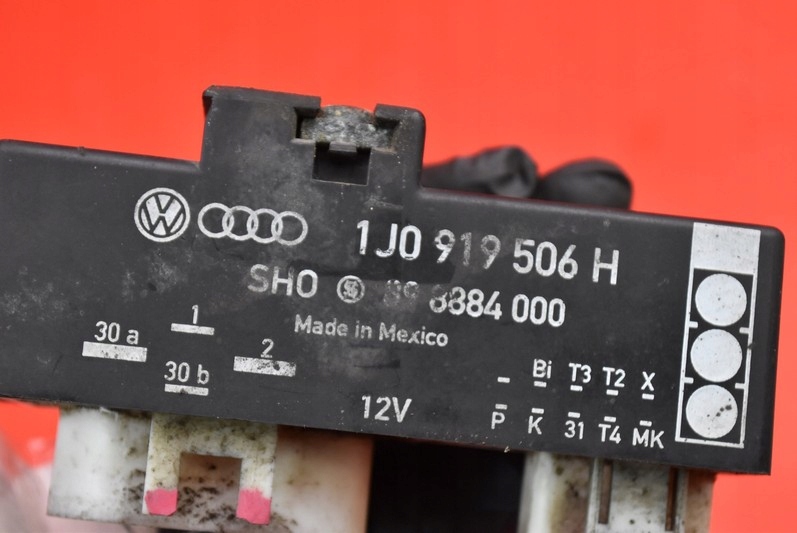 1J0 919 506 H
SHO 8884 000
Made in Mexico
30 a 1 2
30 b
12V
- Bi T3 T2 X
P K 31 T4 MK